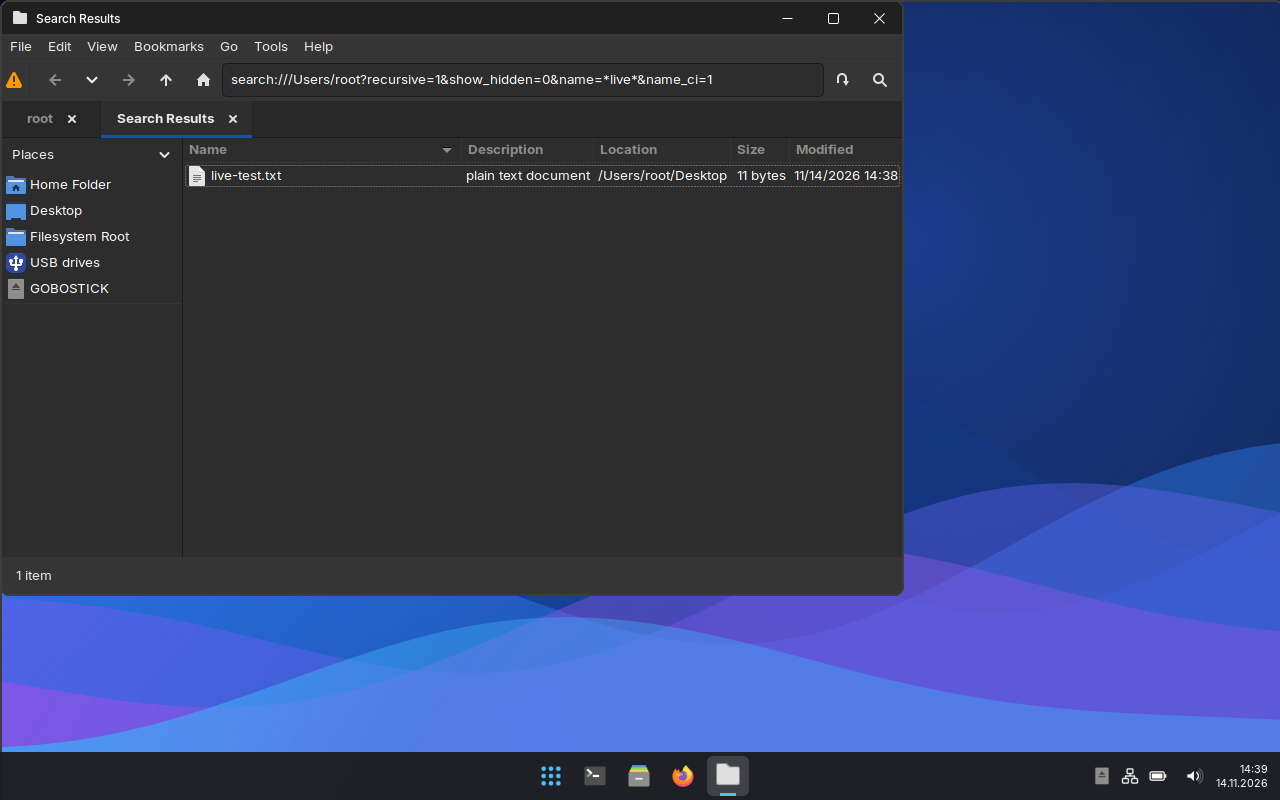 Search Results
File Edit View Bookmarks Go Tools Help
search:///Users/root?recursive=1&show_hidden=0&name=*live*&name_ci=1
root Search Results
Places
Home Folder
Desktop
Filesystem Root
USB drives
GOBOSTICK
Name Description Location Size Modified
live-test.txt plain text document /Users/root/Desktop 11 bytes 11/14/2026 14:38
1 item
14:39
14.11.2026